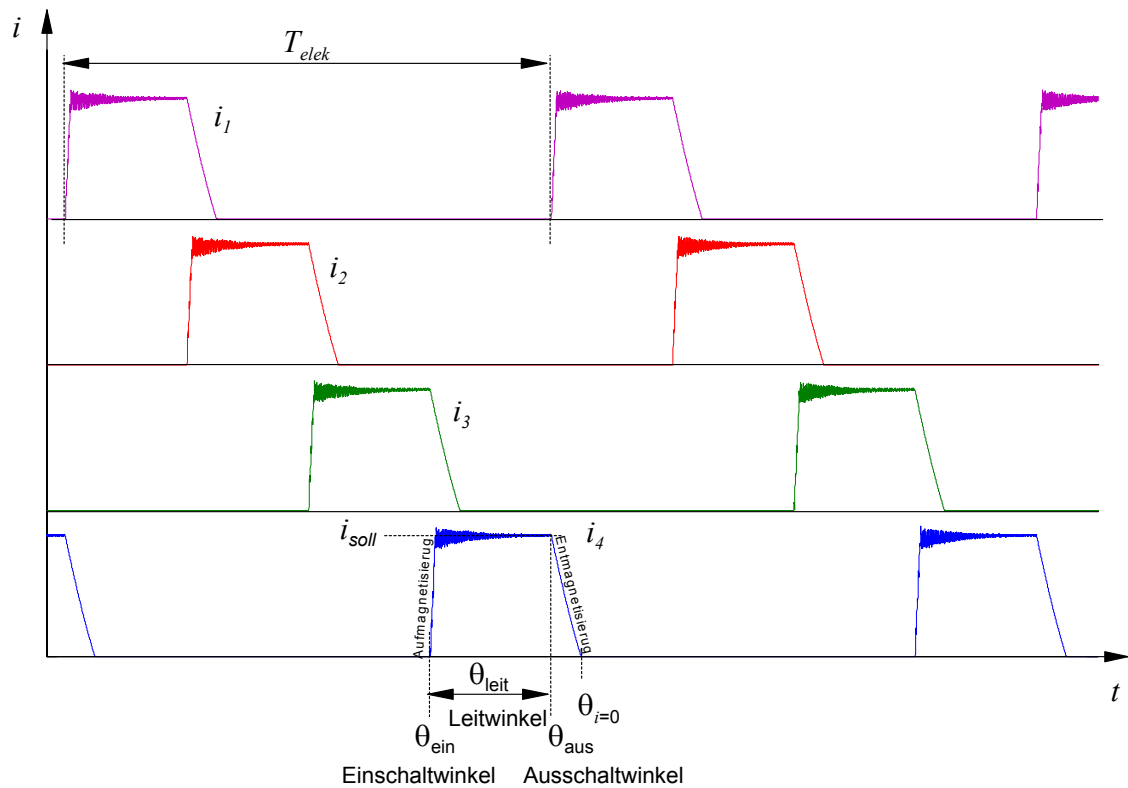 i
T_elek
i_1
i_2
i_3
i_soll
i_4
Aufmagnetisierug
Entmagnetisierug
θ_leit
t
Leitwinkel
θ_i=0
θ_ein
θ_aus
Einschaltwinkel
Ausschaltwinkel